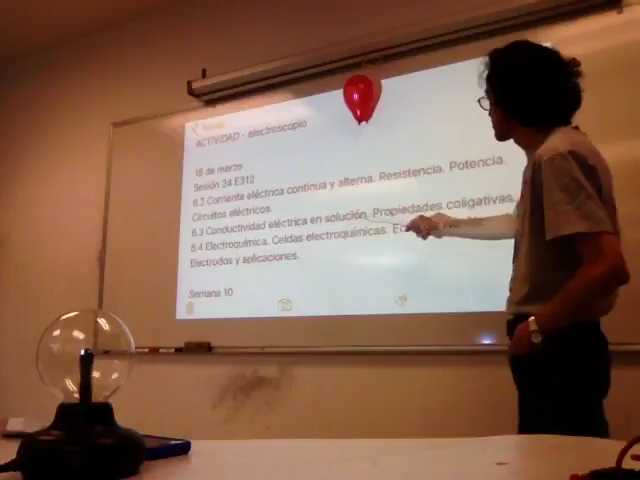 ACTIVIDAD - electroscopio
18 de marzo
Sesión 24 E312
6.2 Corriente eléctrica continua y alterna. Resistencia. Potencia.
Circuitos eléctricos.
6.3 Conductividad eléctrica en solución. Propiedades coligativas.
6.4 Electroquímica. Celdas electroquímicas.
Electrodos y aplicaciones.
Semana 10